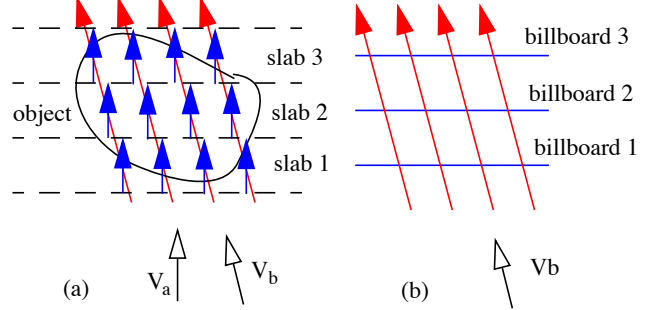 slab 3
object
slab 2
slab 1
V_a
V_b
(a)
billboard 3
billboard 2
billboard 1
Vb
(b)